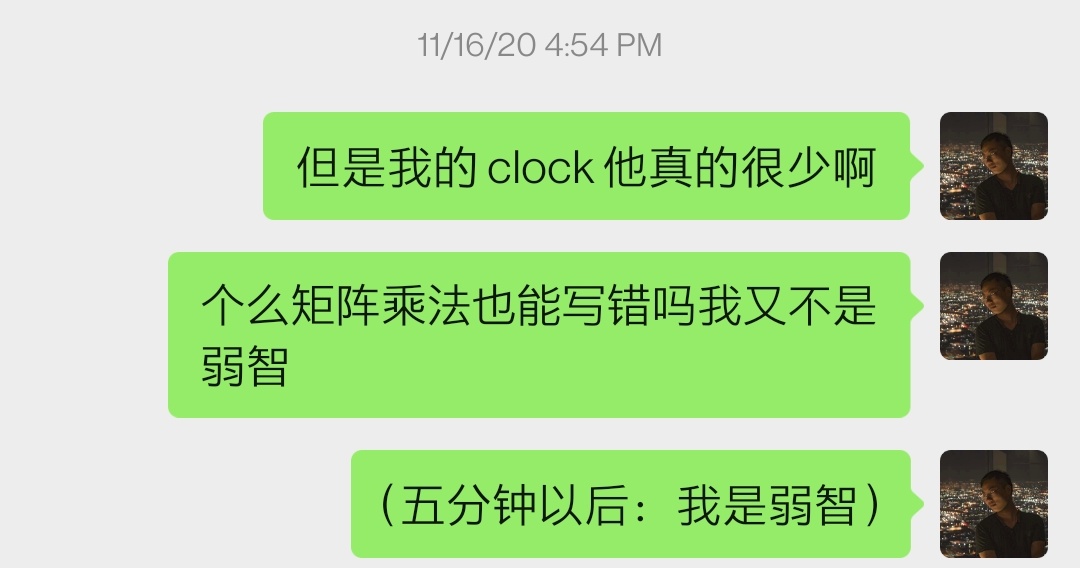 11/16/20 4:54 PM
但是我的 clock 他真的很少啊
个么矩阵乘法也能写错吗我又不是
弱智
（五分钟以后：我是弱智）